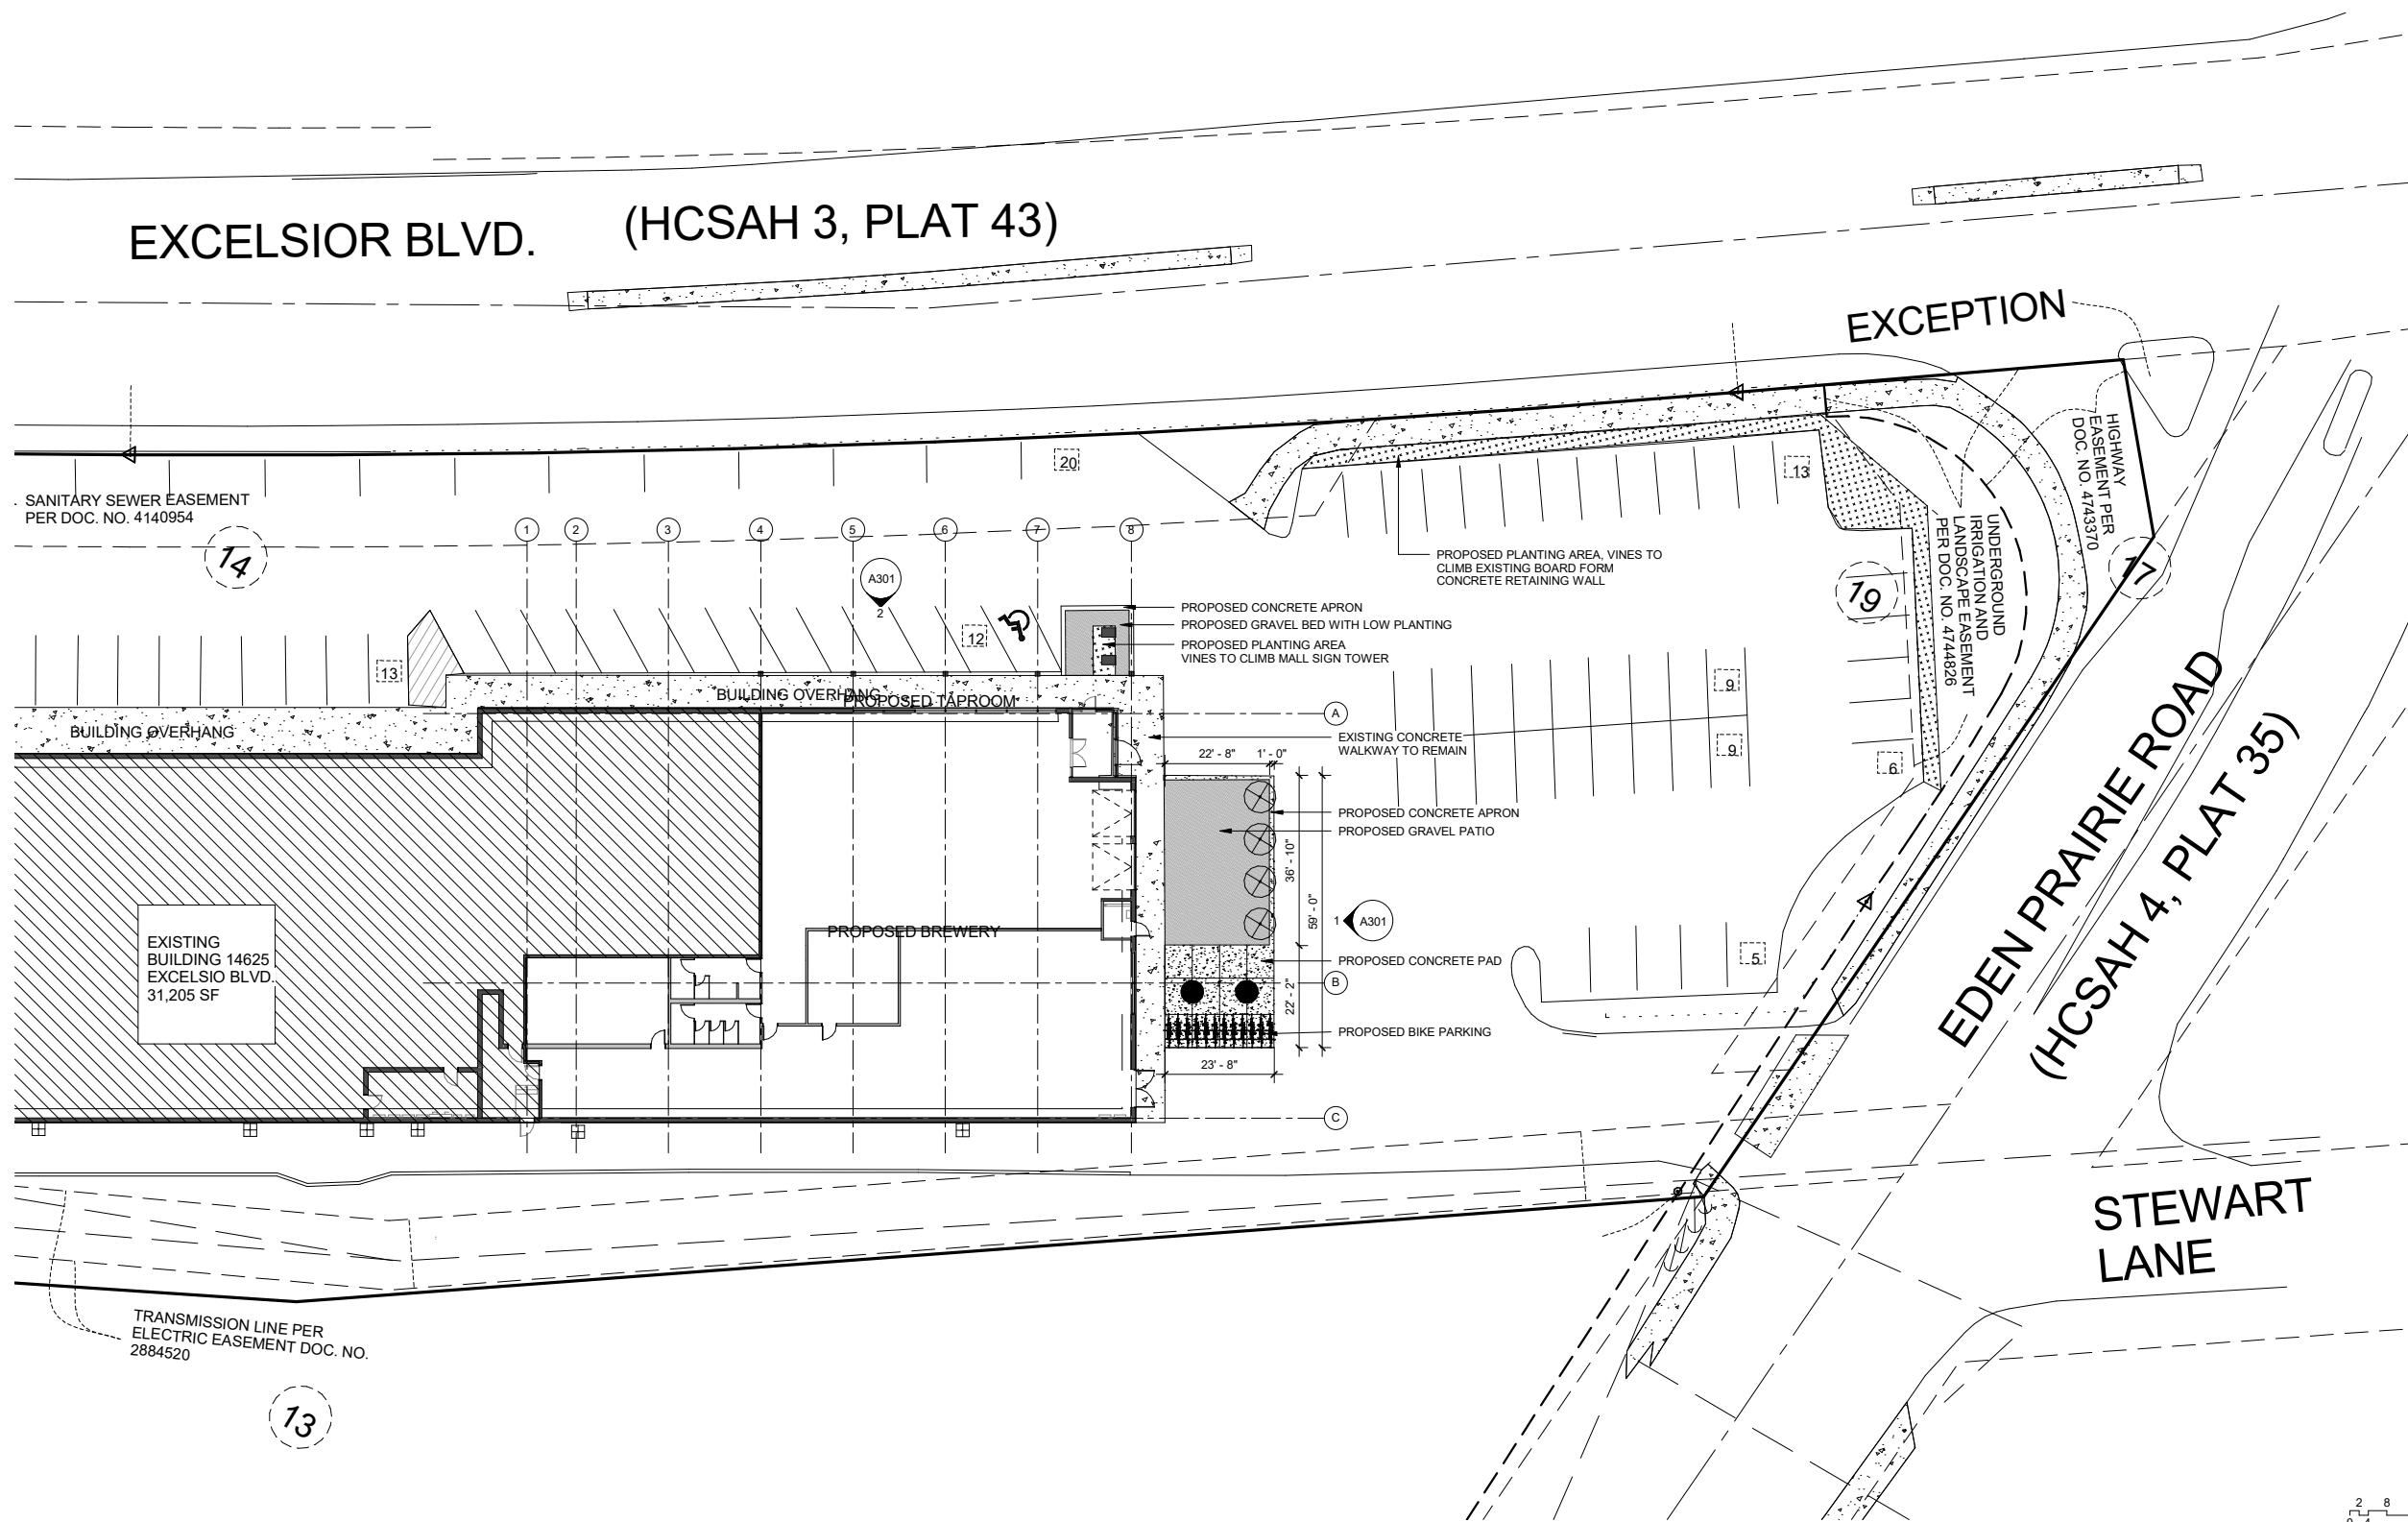 EXCELSIOR BLVD.
(HCSAH 3, PLAT 43)
EXCEPTION
HIGHWAY
EASEMENT PER
DOC. NO. 4743370
20
13
SANITARY SEWER EASEMENT
PER DOC. NO. 4140954
14
1
2
3
4
5
6
7
8
A301
2
PROPOSED PLANTING AREA, VINES TO
CLIMB EXISTING BOARD FORM
CONCRETE RETAINING WALL
UNDERGROUND
IRRIGATION AND
LANDSCAPE EASEMENT
PER DOC. NO. 4744826
17
19
PROPOSED CONCRETE APRON
PROPOSED GRAVEL BED WITH LOW PLANTING
PROPOSED PLANTING AREA
VINES TO CLIMB MALL SIGN TOWER
12
13
9
BUILDING OVERHANG
PROPOSED TAPROOM
BUILDING OVERHANG
A
EXISTING CONCRETE
WALKWAY TO REMAIN
9
6
22' - 8"
1' - 0"
PROPOSED CONCRETE APRON
PROPOSED GRAVEL PATIO
36' - 10"
59' - 0"
1
A301
PROPOSED BREWERY
EXISTING
BUILDING 14625
EXCELSIO BLVD.
31,205 SF
PROPOSED CONCRETE PAD
5
B
22' - 2"
PROPOSED BIKE PARKING
23' - 8"
C
EDEN PRAIRIE ROAD
(HCSAH 4, PLAT 35)
STEWART
LANE
TRANSMISSION LINE PER
ELECTRIC EASEMENT DOC. NO.
2884520
13
2 8